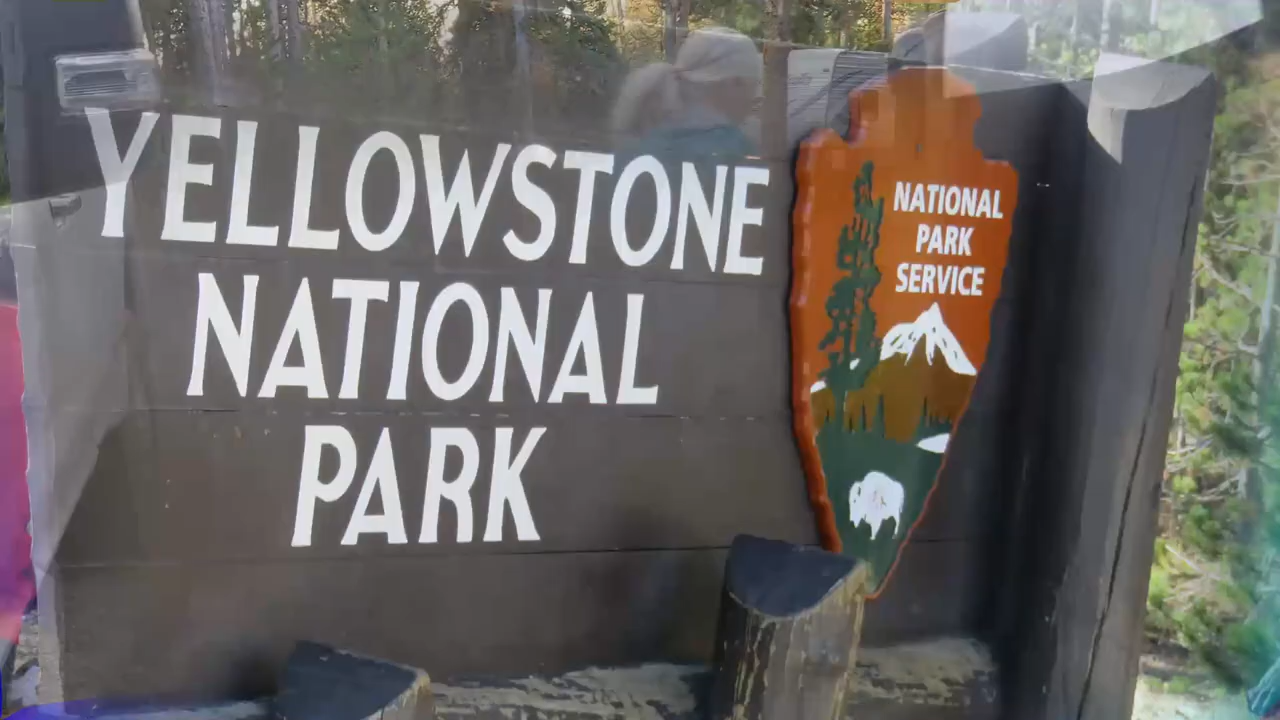 YELLOWSTONE
NATIONAL
PARK
NATIONAL
PARK
SERVICE